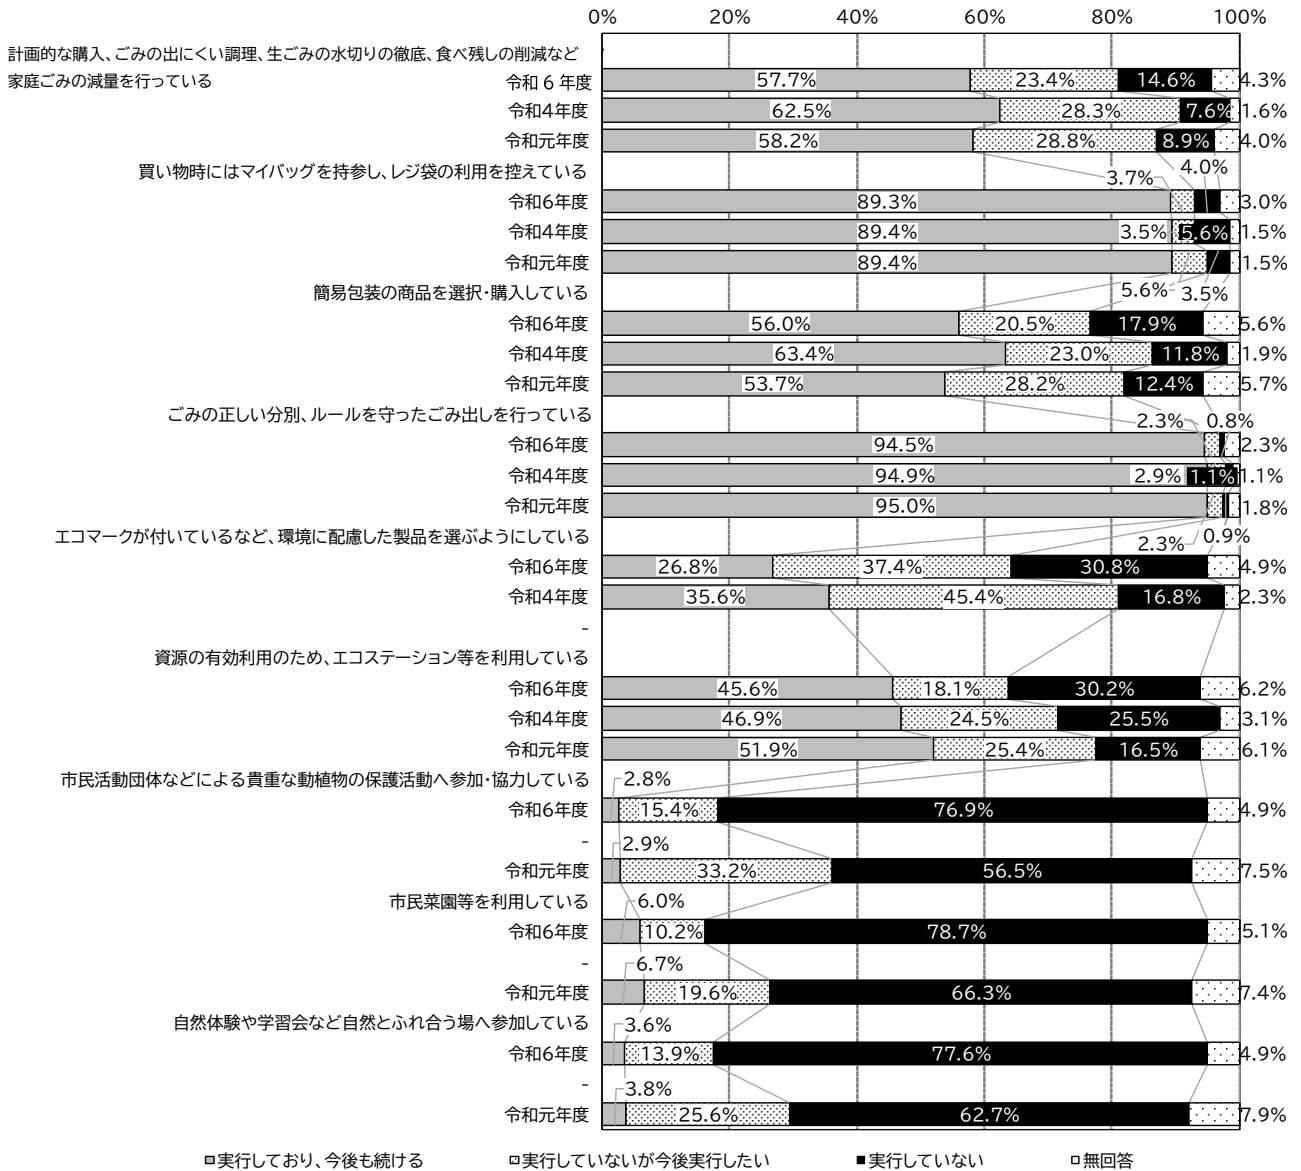 0% 20% 40% 60% 80% 100%
計画的な購入、ごみの出にくい調理、生ごみの水切りの徹底、食べ残しの削減など
家庭ごみの減量を行っている
令和6年度 57.7% 23.4% 14.6% 4.3%
令和4年度 62.5% 28.3% 7.6% 1.6%
令和元年度 58.2% 28.8% 8.9% 4.0%
買い物時にはマイバッグを持参し、レジ袋の利用を控えている
3.7% 4.0%
令和6年度 89.3% 3.0%
令和4年度 89.4% 3.5% 5.6% 1.5%
令和元年度 89.4% 1.5%
簡易包装の商品を選択・購入している
5.6% 3.5%
令和6年度 56.0% 20.5% 17.9% 5.6%
令和4年度 63.4% 23.0% 11.8% 1.9%
令和元年度 53.7% 28.2% 12.4% 5.7%
ごみの正しい分別、ルールを守ったごみ出しを行っている
2.3% 0.8%
令和6年度 94.5% 2.3%
令和4年度 94.9% 2.9% 1.1% 1.1%
令和元年度 95.0% 1.8%
エコマークが付いているなど、環境に配慮した製品を選ぶようにしている
2.3% 0.9%
令和6年度 26.8% 37.4% 30.8% 4.9%
令和4年度 35.6% 45.4% 16.8% 2.3%
-
資源の有効利用のため、エコステーション等を利用している
令和6年度 45.6% 18.1% 30.2% 6.2%
令和4年度 46.9% 24.5% 25.5% 3.1%
令和元年度 51.9% 25.4% 16.5% 6.1%
市民活動団体などによる貴重な動植物の保護活動へ参加・協力している 2.8%
令和6年度 15.4% 76.9% 4.9%
- 2.9%
令和元年度 33.2% 56.5% 7.5%
市民菜園等を利用している 6.0%
令和6年度 10.2% 78.7% 5.1%
- 6.7%
令和元年度 19.6% 66.3% 7.4%
自然体験や学習会など自然とふれ合う場へ参加している 3.6%
令和6年度 13.9% 77.6% 4.9%
- 3.8%
令和元年度 25.6% 62.7% 7.9%
実行しており、今後も続ける 実行していないが今後実行したい 実行していない 無回答